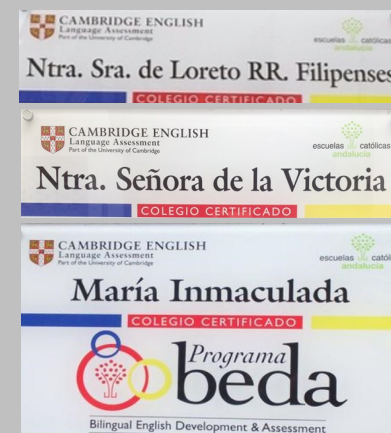 CAMBRIDGE ENGLISH
Language Assessment
Part of the University of Cambridge
escuelas católicas
andalucía
Ntra. Sra. de Loreto RR. Filipenses
COLEGIO CERTIFICADO
CAMBRIDGE ENGLISH
Language Assessment
Part of the University of Cambridge
escuelas católicas
andalucía
Ntra. Señora de la Victoria
COLEGIO CERTIFICADO
CAMBRIDGE ENGLISH
Language Assessment
Part of the University of Cambridge
escuelas catól
andalucía
María Inmaculada
COLEGIO CERTIFICADO
Programa
beda
Bilingual English Development & Assessment